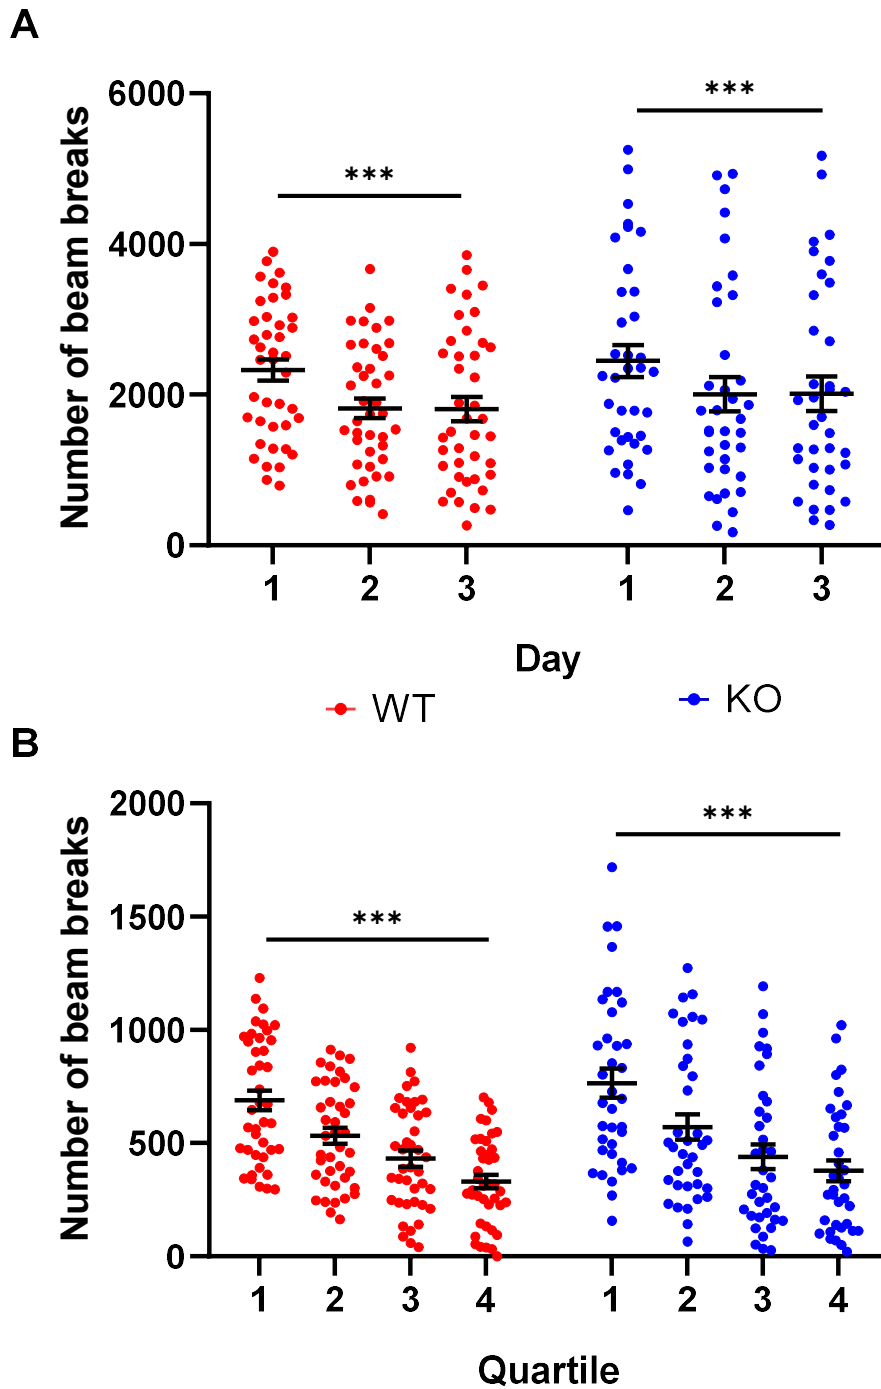 A
Number of beam breaks
6000
4000
2000
0
***
***
1 2 3 1 2 3
Day
WT KO
B
Number of beam breaks
2000
1500
1000
500
0
***
***
1 2 3 4 1 2 3 4
Quartile